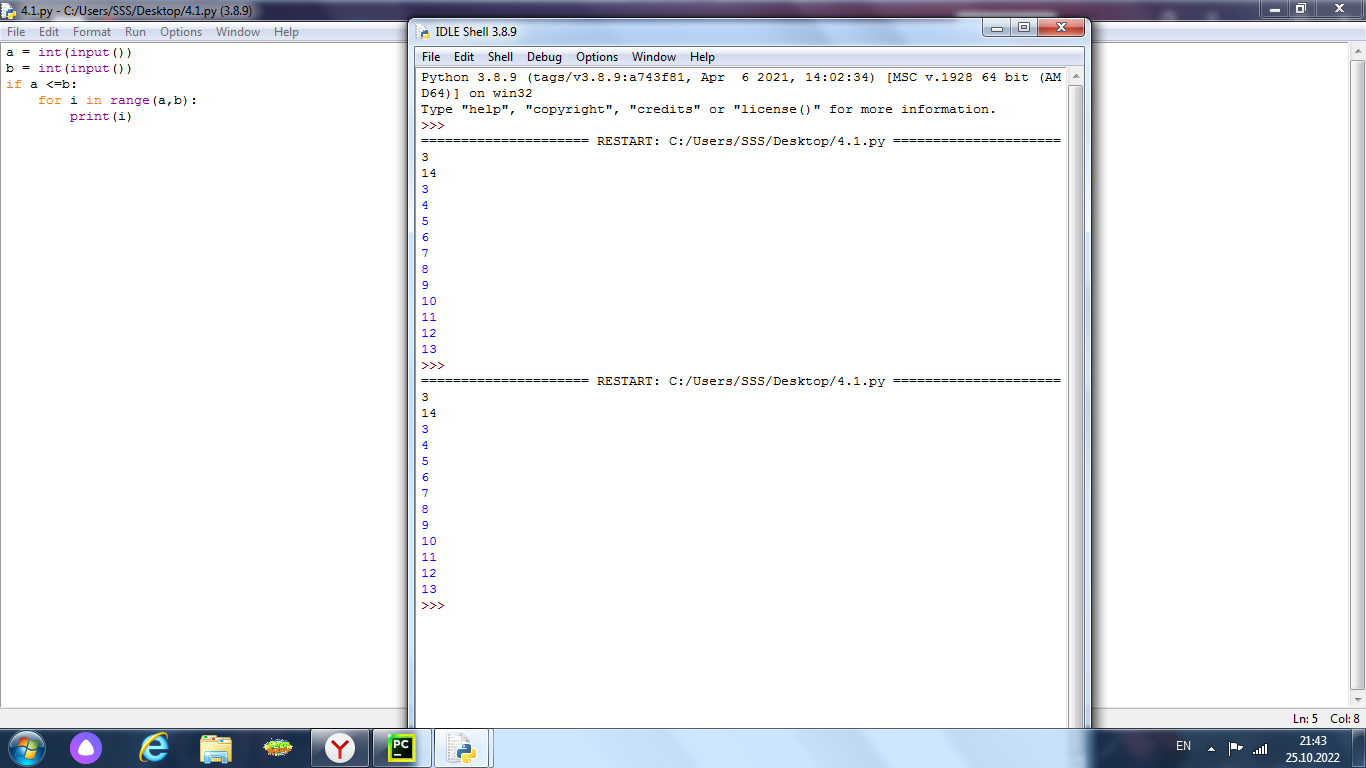 4.1.py - C:/Users/SSS/Desktop/4.1.py (3.8.9)
File Edit Format Run Options Window Help
a = int(input())
b = int(input())
if a <=b:
    for i in range(a,b):
        print(i)
IDLE Shell 3.8.9
File Edit Shell Debug Options Window Help
Python 3.8.9 (tags/v3.8.9:a743f81, Apr  6 2021, 14:02:34) [MSC v.1928 64 bit (AM
D64)] on win32
Type "help", "copyright", "credits" or "license()" for more information.
>>>
===================== RESTART: C:/Users/SSS/Desktop/4.1.py =====================
3
14
3
4
5
6
7
8
9
10
11
12
13
>>>
===================== RESTART: C:/Users/SSS/Desktop/4.1.py =====================
3
14
3
4
5
6
7
8
9
10
11
12
13
>>>
Ln: 5 Col: 8
Y
PC
EN
21:43
25.10.2022